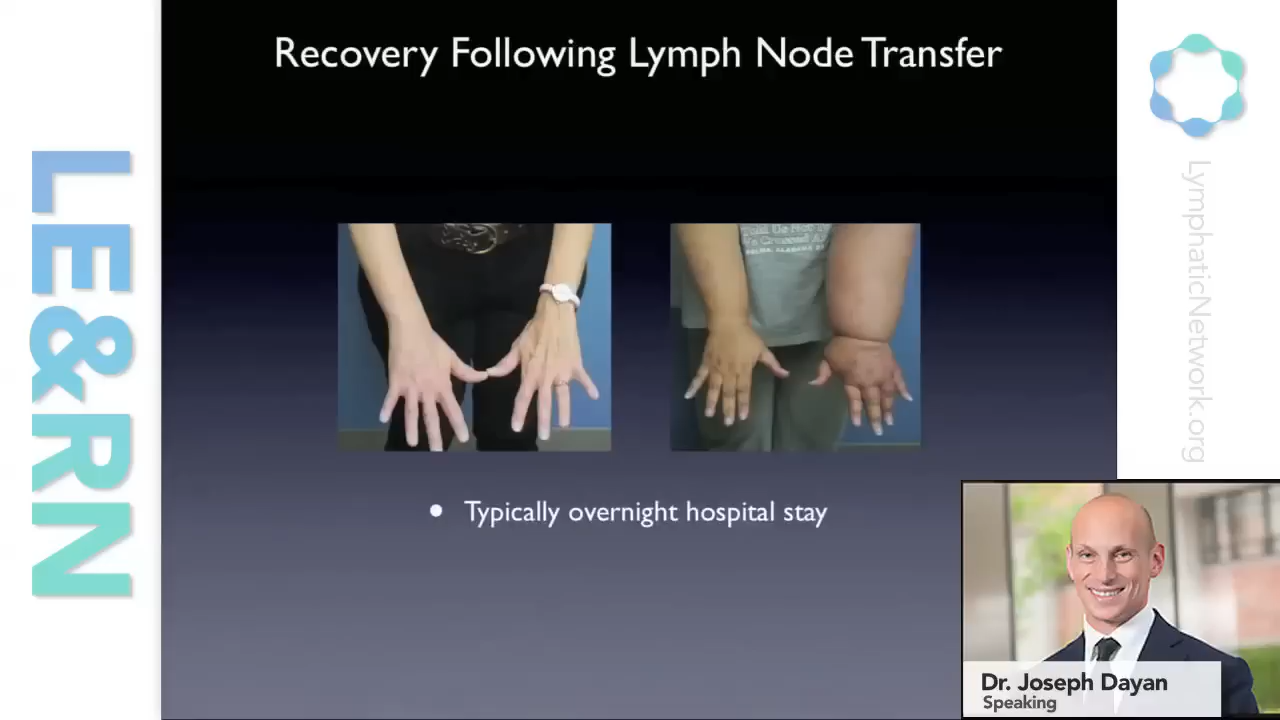 Recovery Following Lymph Node Transfer
LE&RN
LymphaticNetwork.org
Typically overnight hospital stay
Dr. Joseph Dayan
Speaking